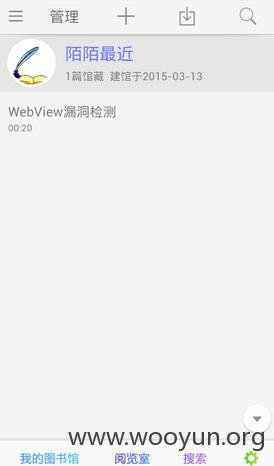 管理
陌陌最近
1篇馆藏 建馆于2015-03-13
WebView漏洞检测
00:20
www.wooyun.org
我的图书馆 阅览室 搜索